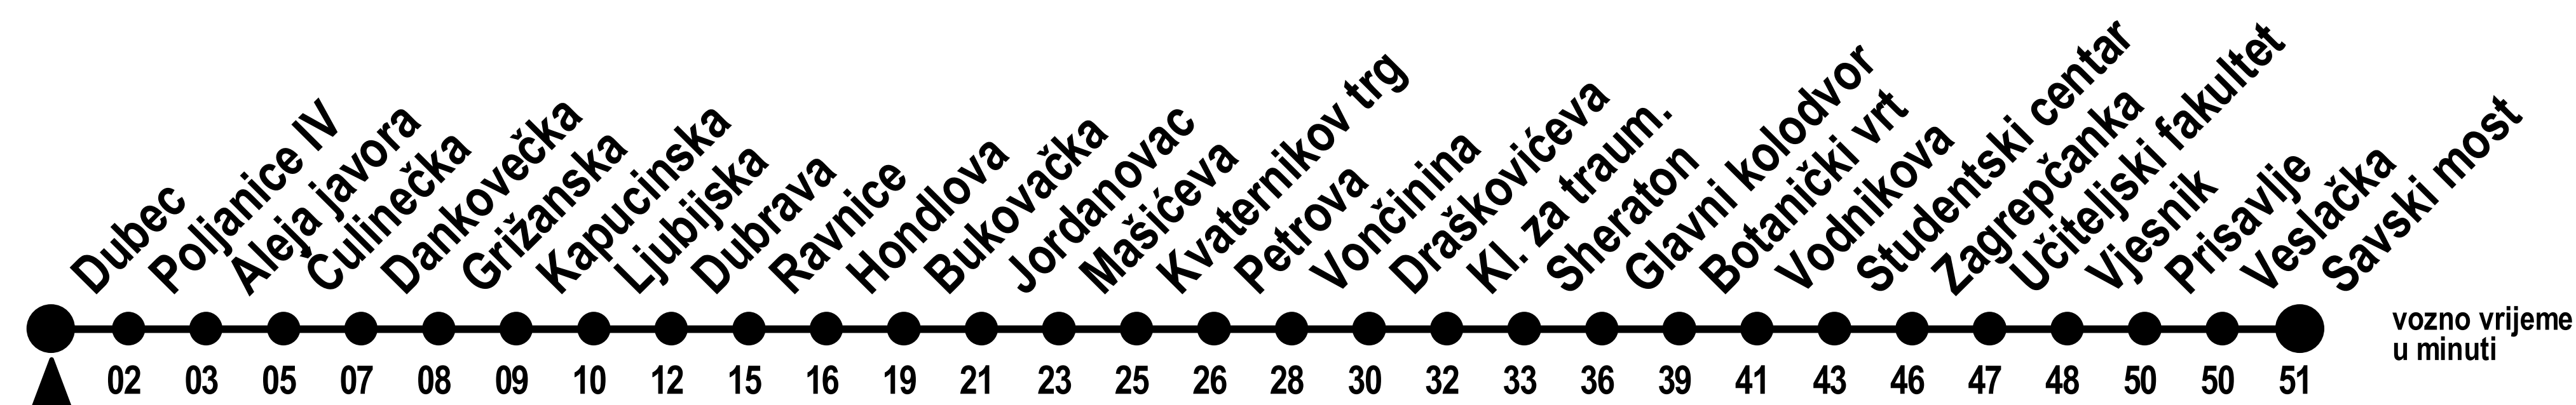 Dubec
Poljanice IV
Aleja javora
Čulinečka
Dankovečka
Grižanska
Kapucinska
Ljubijska
Dubrava
Ravnice
Hondlova
Bukovačka
Jordanovac
Mašićeva
Kvaternikov trg
Petrova
Vončinina
Draškovićeva
Kl. za traum.
Sheraton
Glavni kolodvor
Botanički vrt
Vodnikova
Studentski centar
Zagrepčanka
Učiteljski fakultet
Vjesnik
Prisavlje
Veslačka
Savski most
02 03 05 07 08 09 10 12 15 16 19 21 23 25 26 28 30 32 33 36 39 41 43 46 47 48 50 50 51
vozno vrijeme
u minuti